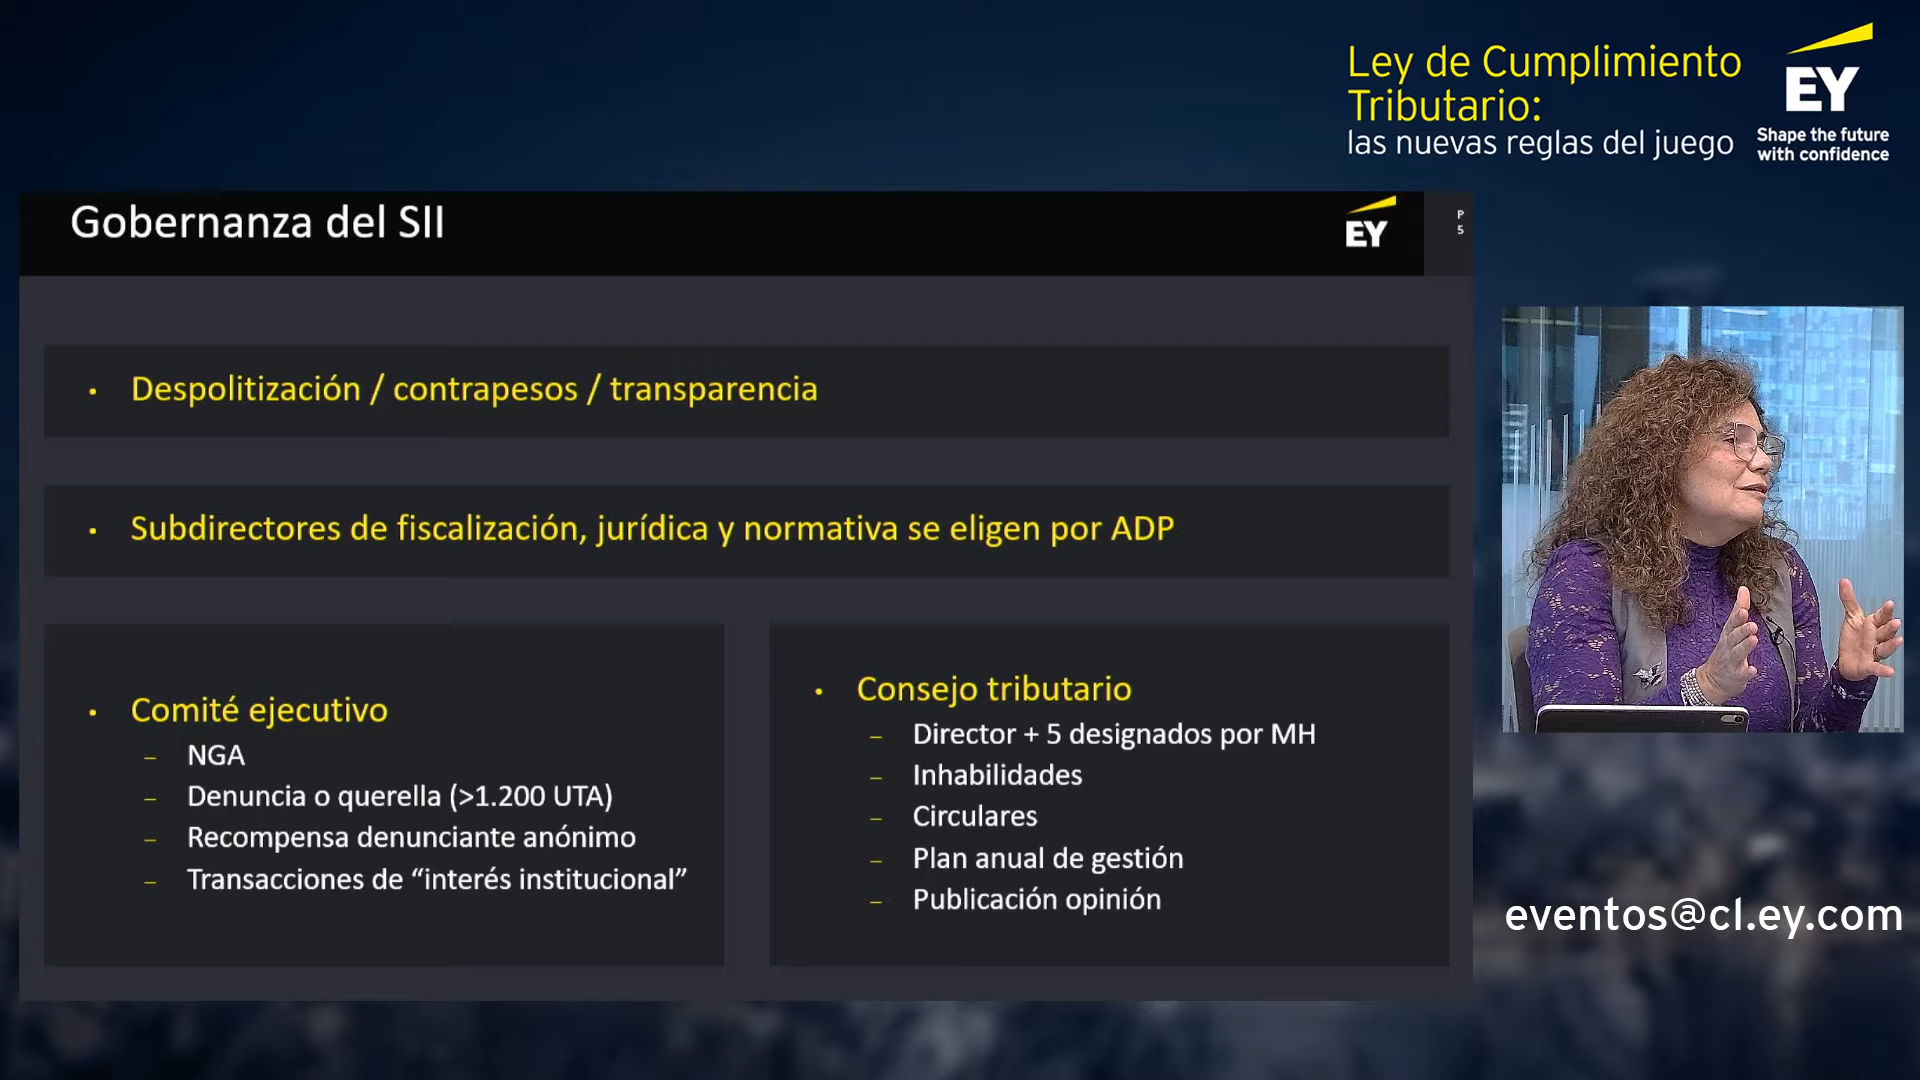 Ley de Cumplimiento
Tributario:
las nuevas reglas del juego
EY
Shape the future
with confidence
Gobernanza del SII
EY
P
5
• Despolitización / contrapesos / transparencia
• Subdirectores de fiscalización, jurídica y normativa se eligen por ADP
• Comité ejecutivo
– NGA
– Denuncia o querella (>1.200 UTA)
– Recompensa denunciante anónimo
– Transacciones de “interés institucional”
• Consejo tributario
– Director + 5 designados por MH
– Inhabilidades
– Circulares
– Plan anual de gestión
– Publicación opinión
eventos@cl.ey.com